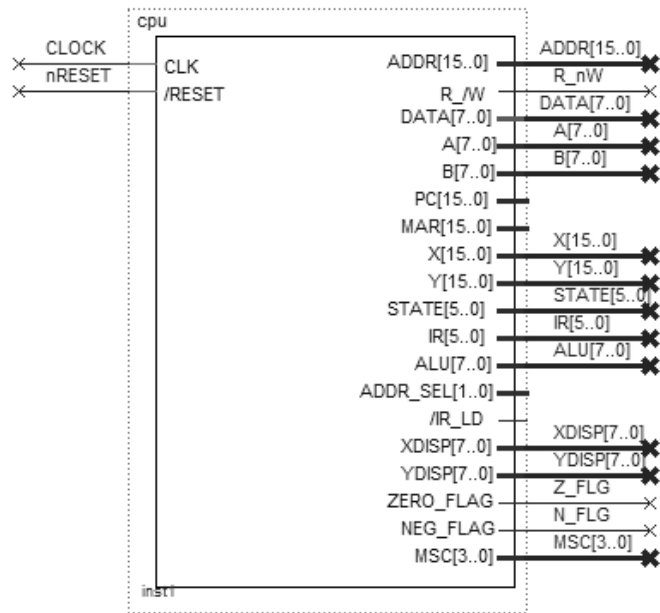 cpu
CLOCK
CLK
nRESET
/RESET
ADDR[15..0]
ADDR[15..0]
R_/W
R_nW
DATA[7..0]
DATA[7..0]
A[7..0]
A[7..0]
B[7..0]
B[7..0]
PC[15..0]
MAR[15..0]
X[15..0]
X[15..0]
Y[15..0]
Y[15..0]
STATE[5..0]
STATE[5..0]
IR[5..0]
IR[5..0]
ALU[7..0]
ALU[7..0]
ADDR_SEL[1..0]
/IR_LD
XDISP[7..0]
XDISP[7..0]
YDISP[7..0]
YDISP[7..0]
ZERO_FLAG
Z_FLG
NEG_FLAG
N_FLG
MSC[3..0]
MSC[3..0]
inst1